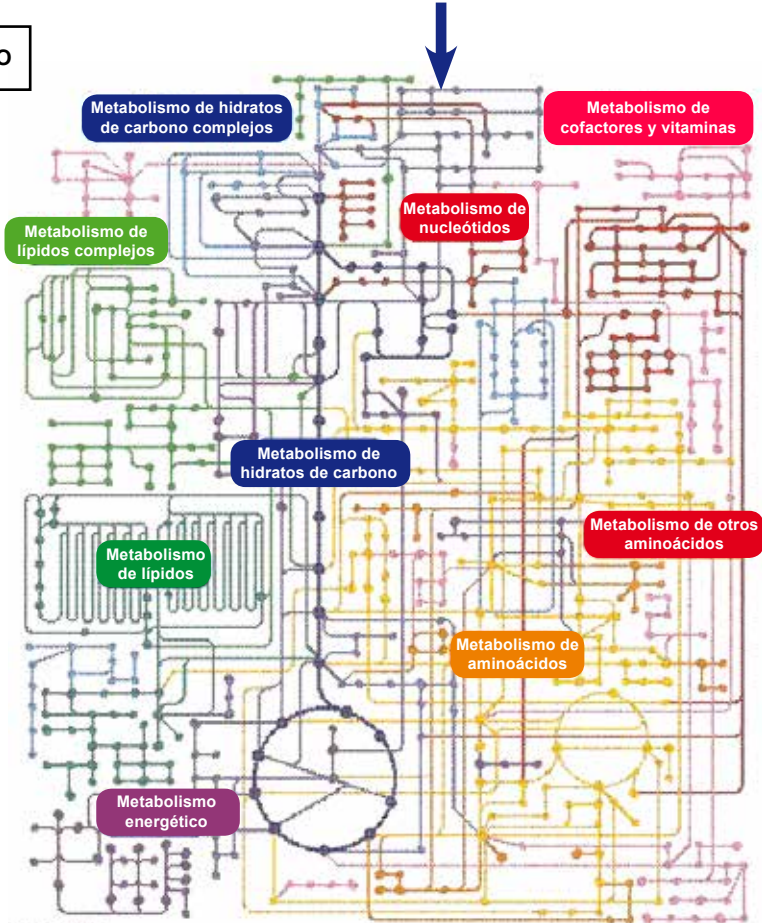 O
Metabolismo de hidratos
de carbono complejos
Metabolismo de
cofactores y vitaminas
Metabolismo de
nucleótidos
Metabolismo de
lípidos complejos
Metabolismo de
hidratos de carbono
Metabolismo de otros
aminoácidos
Metabolismo
de lípidos
Metabolismo de
aminoácidos
Metabolismo
energético